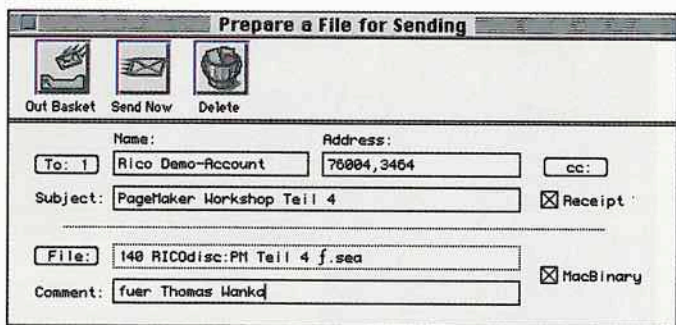 Prepare a File for Sending
Out Basket Send Now Delete
Name: Address:
To: 1 Rico Demo-Account 76004,3464 cc:
Subject: PageMaker Workshop Teil 4 Receipt
File: 140 RICOdisc:PM Teil 4 ƒ.sea
MacBinary
Comment: fuer Thomas Wanka